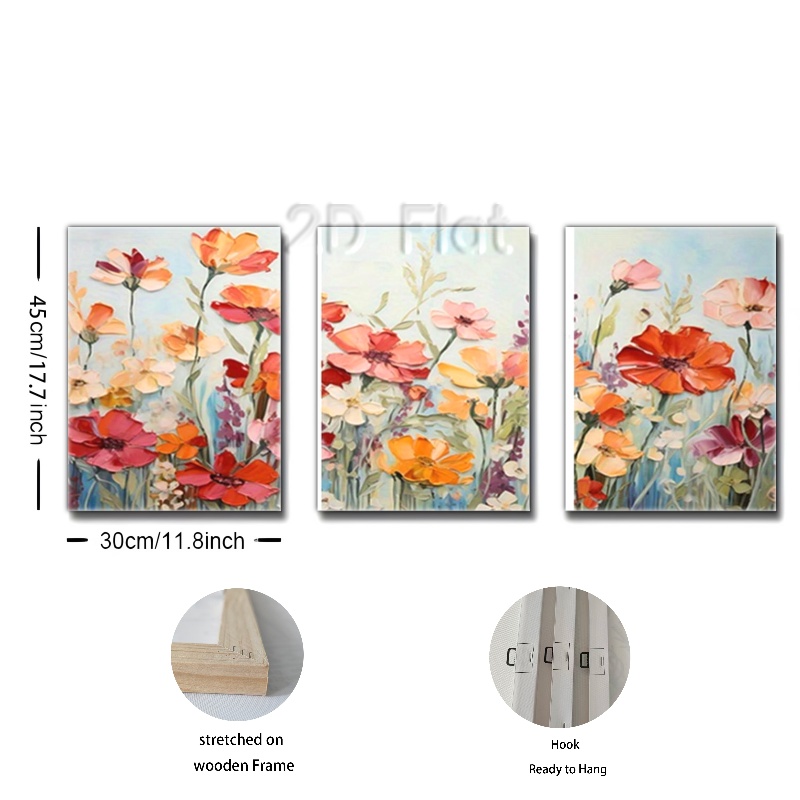 2D Flat.
45cm/17.7inch
30cm/11.8inch
stretched on
wooden Frame
Hook
Ready to Hang